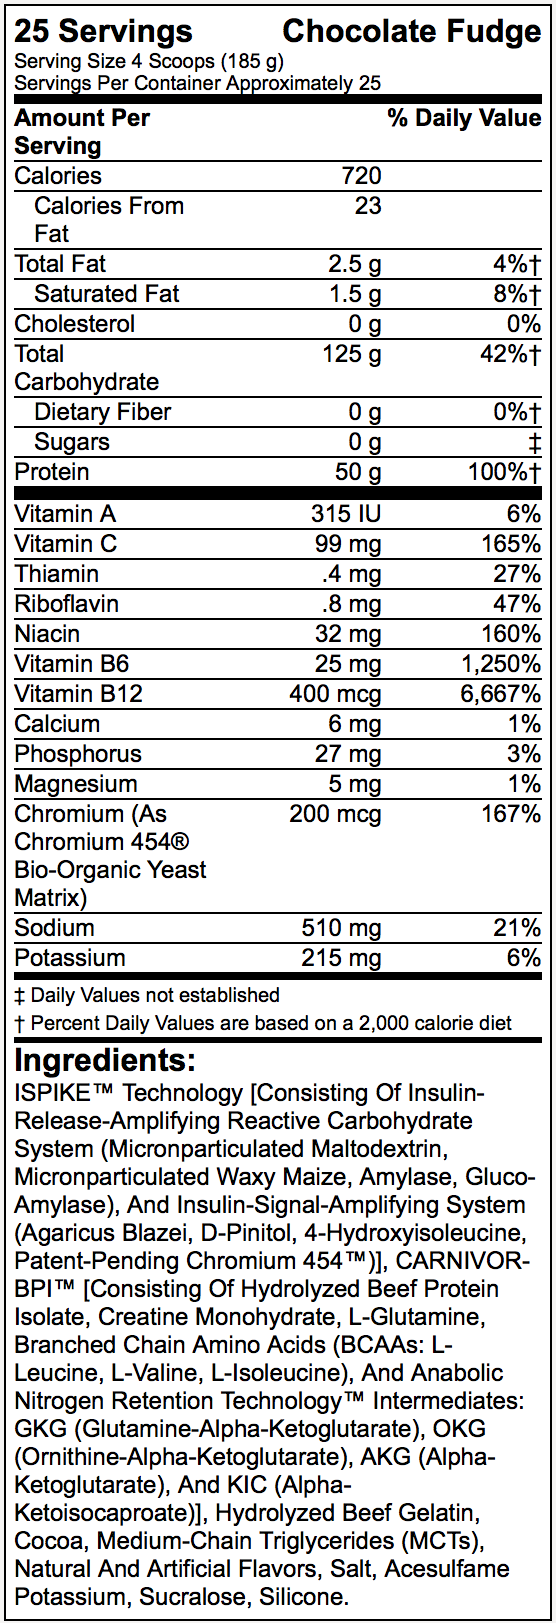 25 Servings Chocolate Fudge
Serving Size 4 Scoops (185 g)
Servings Per Container Approximately 25
Amount Per % Daily Value
Serving
Calories 720
Calories From 23
Fat
Total Fat 2.5 g 4%†
Saturated Fat 1.5 g 8%†
Cholesterol 0 g 0%
Total 125 g 42%†
Carbohydrate
Dietary Fiber 0 g 0%†
Sugars 0 g ‡
Protein 50 g 100%†
Vitamin A 315 IU 6%
Vitamin C 99 mg 165%
Thiamin .4 mg 27%
Riboflavin .8 mg 47%
Niacin 32 mg 160%
Vitamin B6 25 mg 1,250%
Vitamin B12 400 mcg 6,667%
Calcium 6 mg 1%
Phosphorus 27 mg 3%
Magnesium 5 mg 1%
Chromium (As 200 mcg 167%
Chromium 454®
Bio-Organic Yeast
Matrix)
Sodium 510 mg 21%
Potassium 215 mg 6%
‡ Daily Values not established
† Percent Daily Values are based on a 2,000 calorie diet
Ingredients:
ISPIKE™ Technology [Consisting Of Insulin-
Release-Amplifying Reactive Carbohydrate
System (Micronparticulated Maltodextrin,
Micronparticulated Waxy Maize, Amylase, Gluco-
Amylase), And Insulin-Signal-Amplifying System
(Agaricus Blazei, D-Pinitol, 4-Hydroxyisoleucine,
Patent-Pending Chromium 454™)], CARNIVOR-
BPI™ [Consisting Of Hydrolyzed Beef Protein
Isolate, Creatine Monohydrate, L-Glutamine,
Branched Chain Amino Acids (BCAAs: L-
Leucine, L-Valine, L-Isoleucine), And Anabolic
Nitrogen Retention Technology™ Intermediates:
GKG (Glutamine-Alpha-Ketoglutarate), OKG
(Ornithine-Alpha-Ketoglutarate), AKG (Alpha-
Ketoglutarate), And KIC (Alpha-
Ketoisocaproate)], Hydrolyzed Beef Gelatin,
Cocoa, Medium-Chain Triglycerides (MCTs),
Natural And Artificial Flavors, Salt, Acesulfame
Potassium, Sucralose, Silicone.